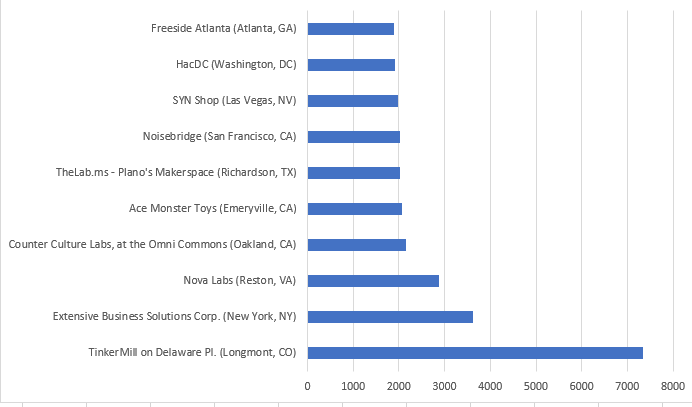 Freeside Atlanta (Atlanta, GA)
HacDC (Washington, DC)
SYN Shop (Las Vegas, NV)
Noisebridge (San Francisco, CA)
TheLab.ms - Plano's Makerspace (Richardson, TX)
Ace Monster Toys (Emeryville, CA)
Counter Culture Labs, at the Omni Commons (Oakland, CA)
Nova Labs (Reston, VA)
Extensive Business Solutions Corp. (New York, NY)
TinkerMill on Delaware Pl. (Longmont, CO)
0 1000 2000 3000 4000 5000 6000 7000 8000